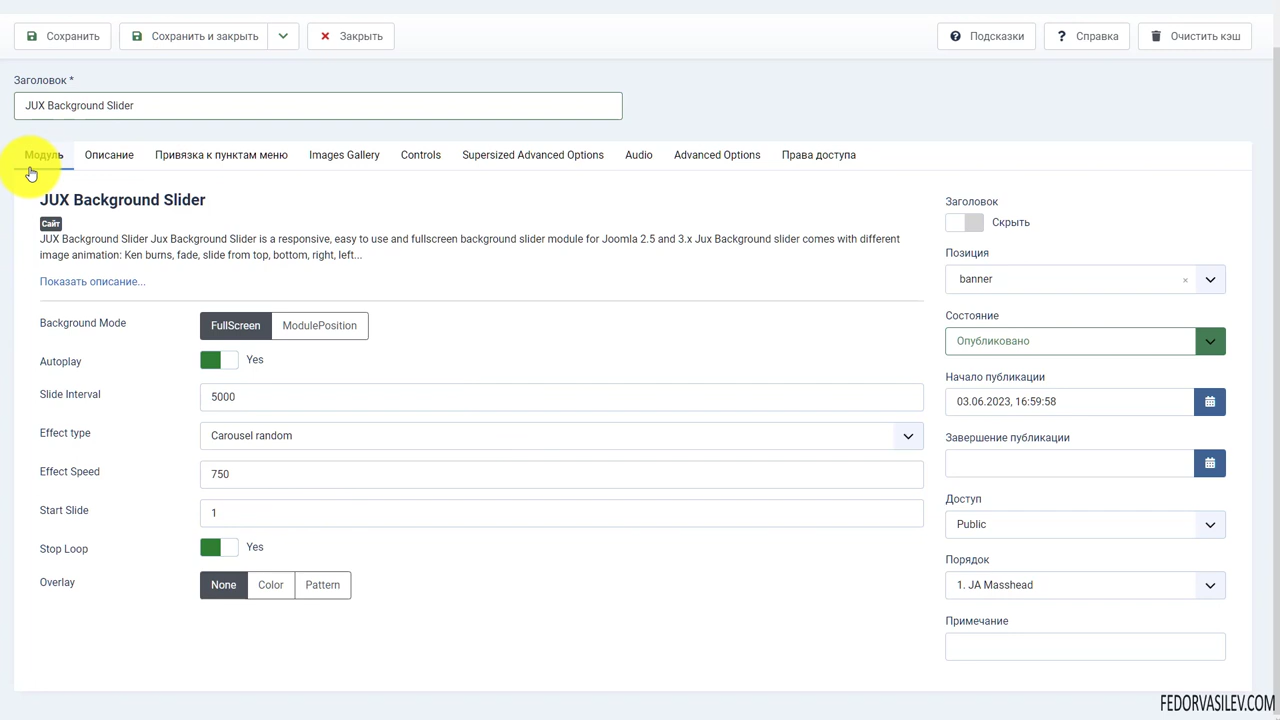 Сохранить
Сохранить и закрыть
Закрыть
Подсказки
Справка
Очистить кэш
Заголовок *
JUX Background Slider
Модуль
Описание
Привязка к пунктам меню
Images Gallery
Controls
Supersized Advanced Options
Audio
Advanced Options
Права доступа
JUX Background Slider
Сайт
JUX Background Slider Jux Background Slider is a responsive, easy to use and fullscreen background slider module for Joomla 2.5 and 3.x Jux Background slider comes with different
image animation: Ken burns, fade, slide from top, bottom, right, left...
Показать описание...
Background Mode
FullScreen
ModulePosition
Autoplay
Yes
Slide Interval
5000
Effect type
Carousel random
Effect Speed
750
Start Slide
1
Stop Loop
Yes
Overlay
None
Color
Pattern
Заголовок
Скрыть
Позиция
banner
×
Состояние
Опубликовано
Начало публикации
03.06.2023, 16:59:58
Завершение публикации
Доступ
Public
Порядок
1. JA Masshead
Примечание
FEDORVASILEV.COM